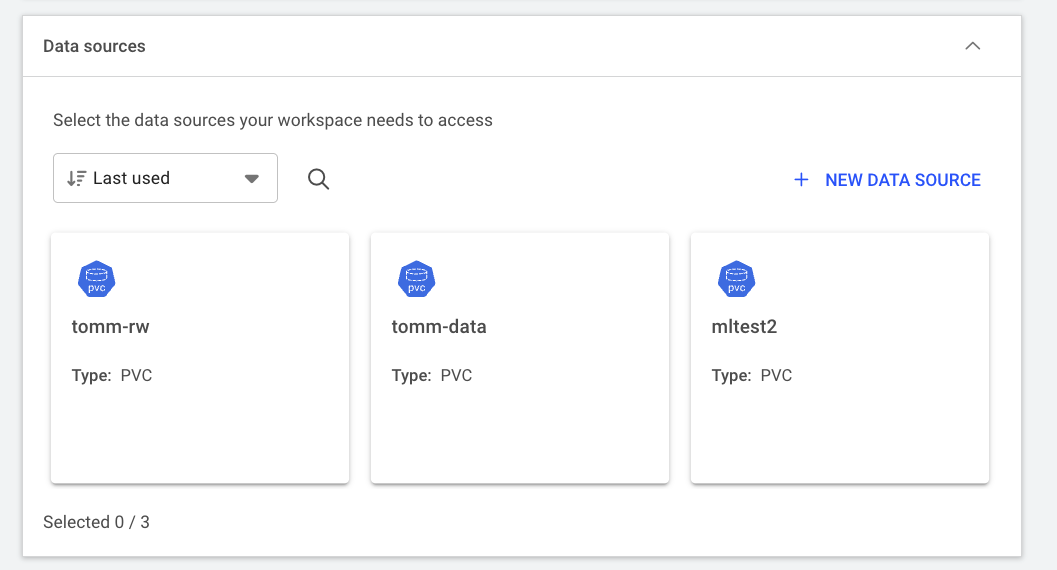 Data sources
Select the data sources your workspace needs to access
Last used
+ NEW DATA SOURCE
pvc pvc pvc
tomm-rw tomm-data mltest2
Type: PVC Type: PVC Type: PVC
Selected 0 / 3